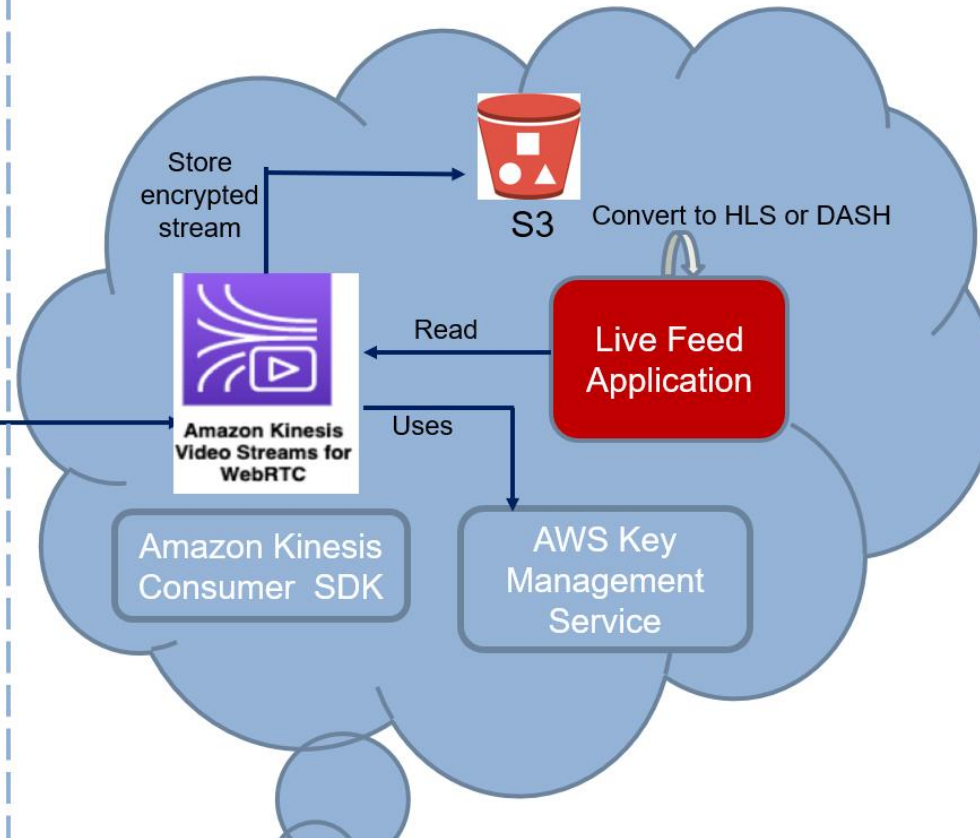 Store
encrypted
stream
S3
Convert to HLS or DASH
Read
Live Feed
Application
Amazon Kinesis
Video Streams for
WebRTC
Uses
Amazon Kinesis
Consumer SDK
AWS Key
Management
Service